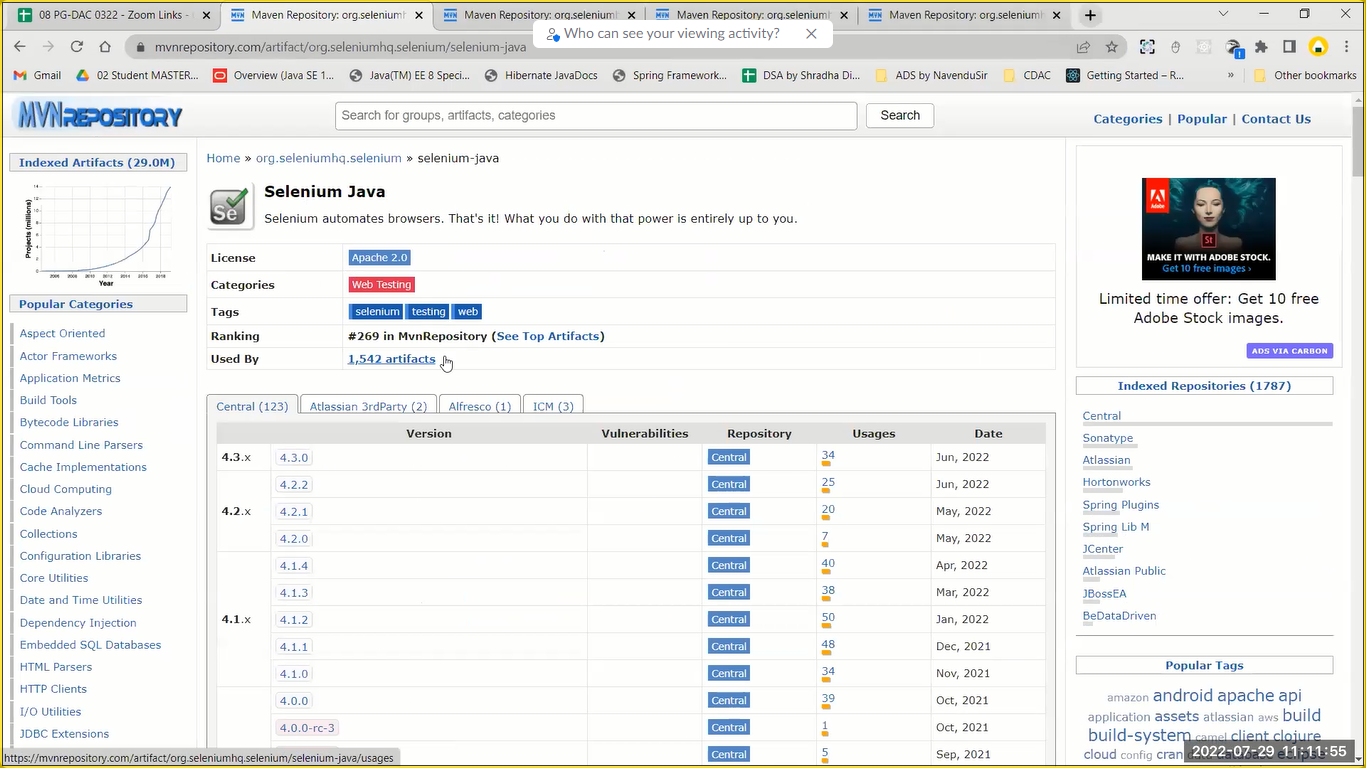 08 PG-DAC 0322 - Zoom Links -
Maven Repository: org.selenium
Maven Repository: org.seleniumh
Maven Repository: org.seleniumh
Maven Repository: org.seleniumh
Who can see your viewing activity?
mvnrepository.com/artifact/org.seleniumhq.selenium/selenium-java
Gmail
02 Student MASTER...
Overview (Java SE 1...
Java(TM) EE 8 Speci...
Hibernate JavaDocs
Spring Framework...
DSA by Shradha Di...
ADS by NavenduSir
CDAC
Getting Started – R...
»
Other bookmarks
MVNREPOSITORY
Search for groups, artifacts, categories
Search
Categories | Popular | Contact Us
Indexed Artifacts (29.0M)
Projects (millions)
Year
Popular Categories
Aspect Oriented
Actor Frameworks
Application Metrics
Build Tools
Bytecode Libraries
Command Line Parsers
Cache Implementations
Cloud Computing
Code Analyzers
Collections
Configuration Libraries
Core Utilities
Date and Time Utilities
Dependency Injection
Embedded SQL Databases
HTML Parsers
HTTP Clients
I/O Utilities
JDBC Extensions
Home » org.seleniumhq.selenium » selenium-java
Se
Selenium Java
Selenium automates browsers. That's it! What you do with that power is entirely up to you.
License Apache 2.0
Categories Web Testing
Tags selenium testing web
Ranking #269 in MvnRepository (See Top Artifacts)
Used By 1,542 artifacts
Central (123) Atlassian 3rdParty (2) Alfresco (1) ICM (3)
Version Vulnerabilities Repository Usages Date
4.3.x 4.3.0 Central 34 Jun, 2022
4.2.2 Central 25 Jun, 2022
4.2.x 4.2.1 Central 20 May, 2022
4.2.0 Central 7 May, 2022
4.1.4 Central 40 Apr, 2022
4.1.3 Central 38 Mar, 2022
4.1.x 4.1.2 Central 50 Jan, 2022
4.1.1 Central 48 Dec, 2021
4.1.0 Central 34 Nov, 2021
4.0.0 Central 39 Oct, 2021
4.0.0-rc-3 Central 1 Oct, 2021
Central 5 Sep, 2021
St
MAKE IT WITH ADOBE STOCK.
Get 10 free images ›
Limited time offer: Get 10 free
Adobe Stock images.
ADS VIA CARBON
Indexed Repositories (1787)
Central
Sonatype
Atlassian
Hortonworks
Spring Plugins
Spring Lib M
JCenter
Atlassian Public
JBossEA
BeDataDriven
Popular Tags
amazon android apache api
application assets atlassian aws build
build-system camel client clojure
cloud config cran data database eclipse
https://mvnrepository.com/artifact/org.seleniumhq.selenium/selenium-java/usages
2022-07-29 11:11:55